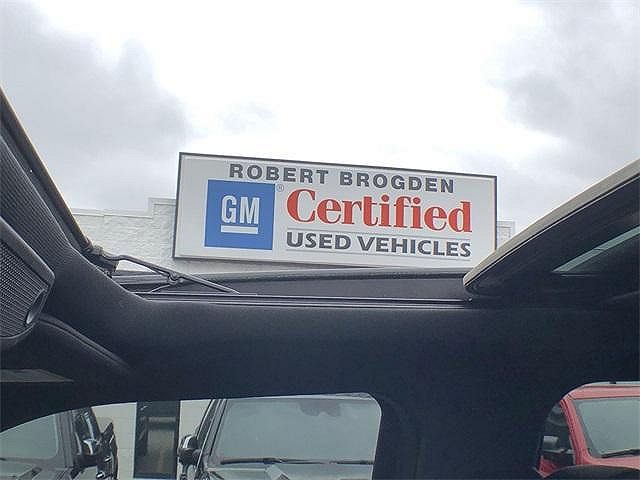 ROBERT BROGDEN
GM® Certified
USED VEHICLES